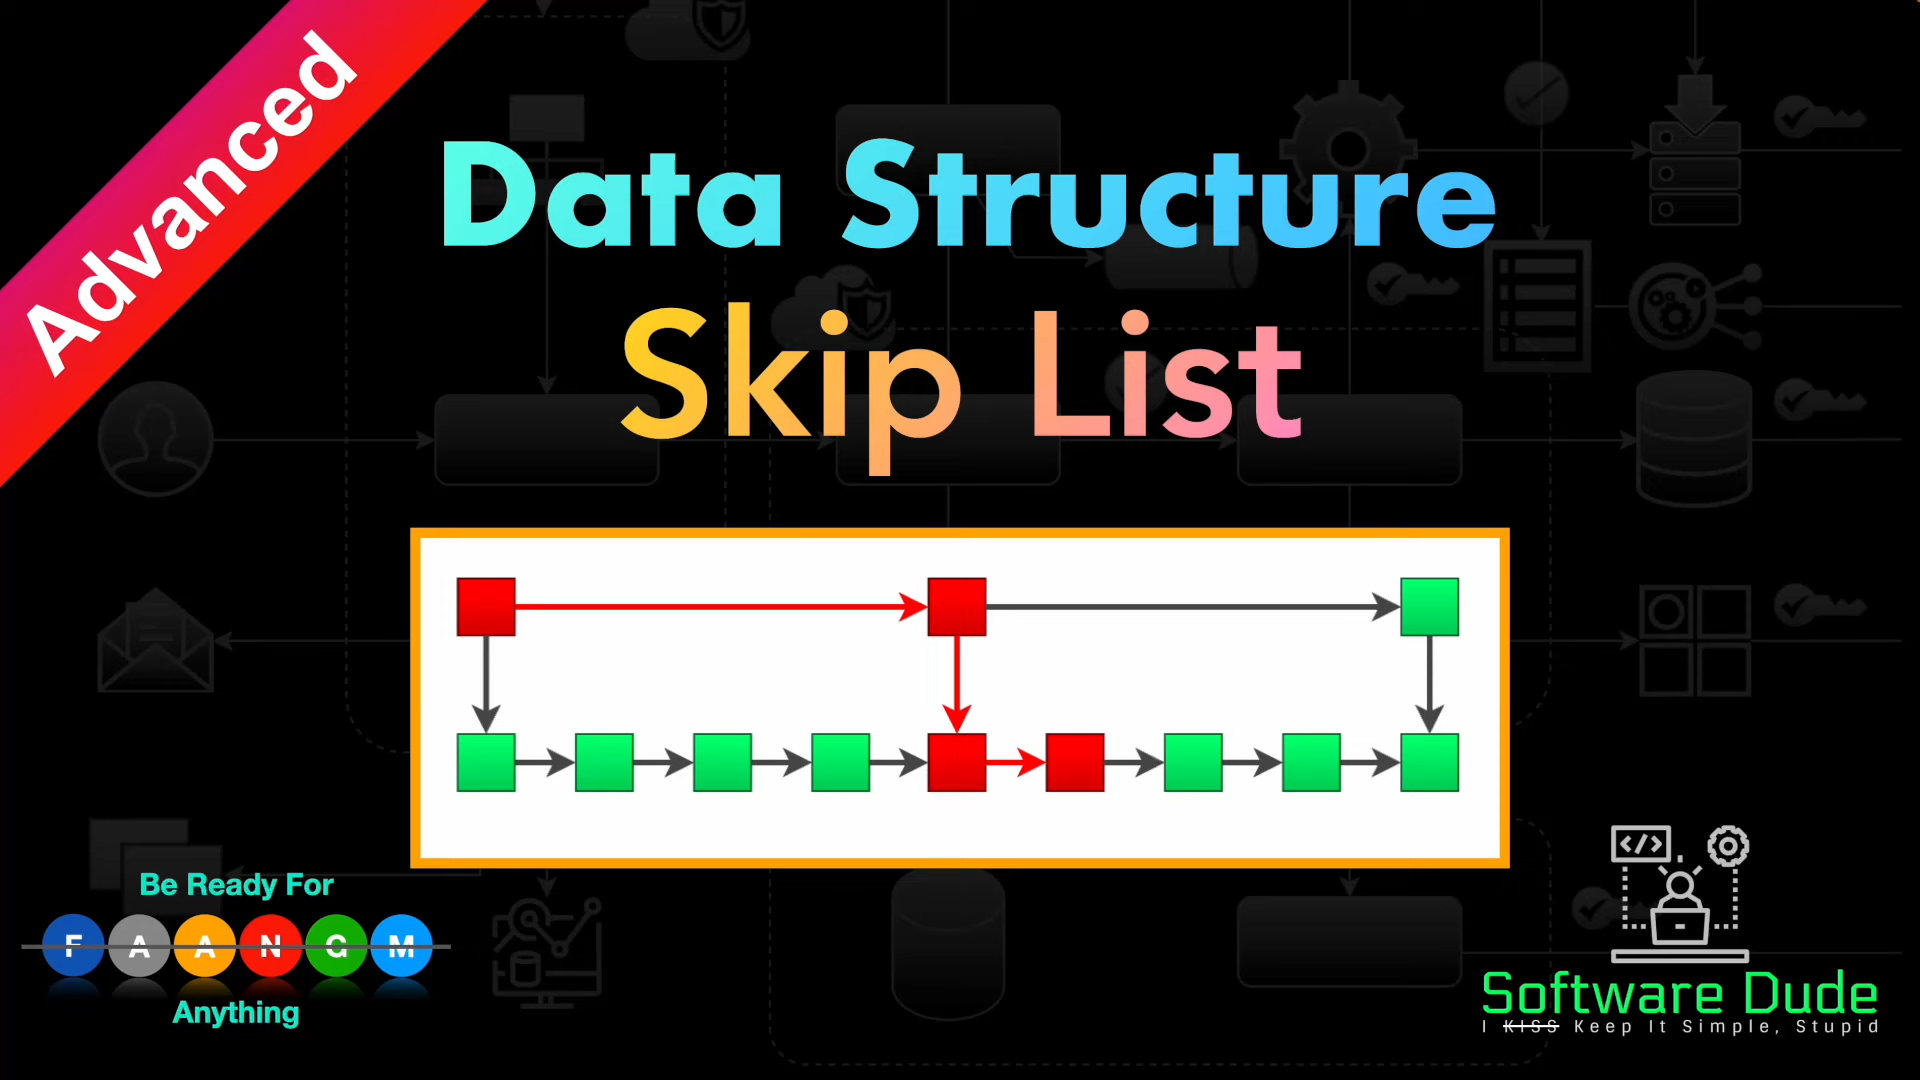 Advanced
Data Structure
Skip List
Be Ready For
F A A N G M
Anything
</>
Software Dude
I KISS Keep It Simple, Stupid